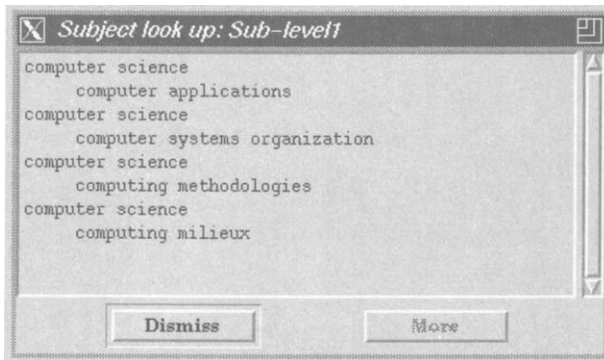 Subject look up: Sub-level1
computer science
computer applications
computer science
computer systems organization
computer science
computing methodologies
computer science
computing milieux
Dismiss
More